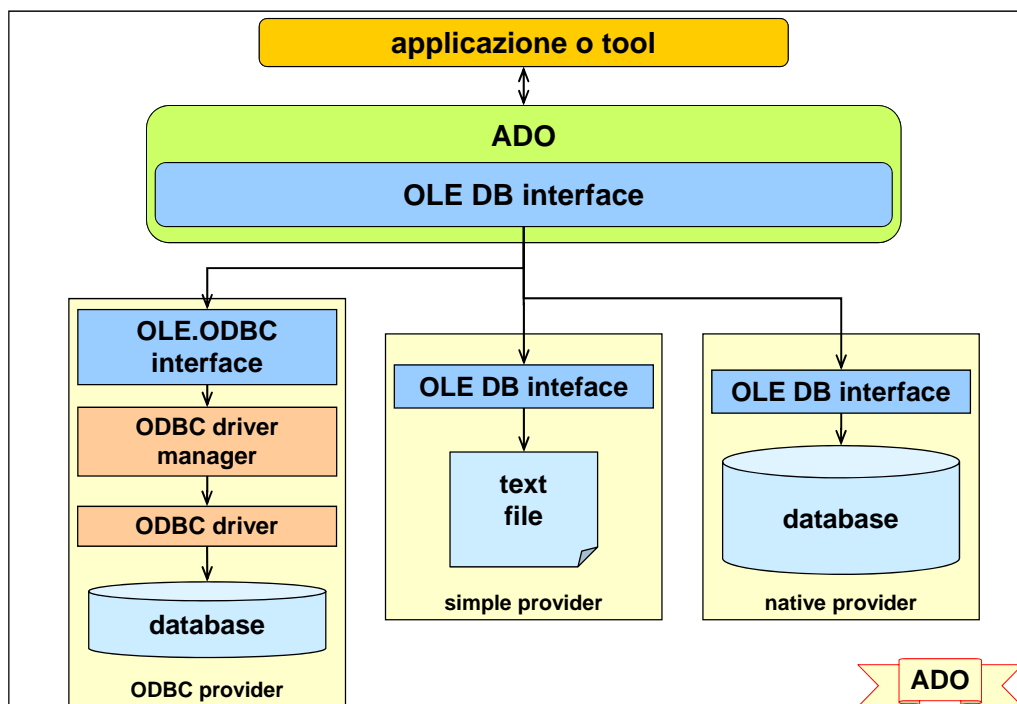 applicazione o tool
ADO
OLE DB interface
OLE.ODBC
interface
ODBC driver
manager
ODBC driver
database
ODBC provider
OLE DB inteface
text
file
simple provider
OLE DB interface
database
native provider
ADO